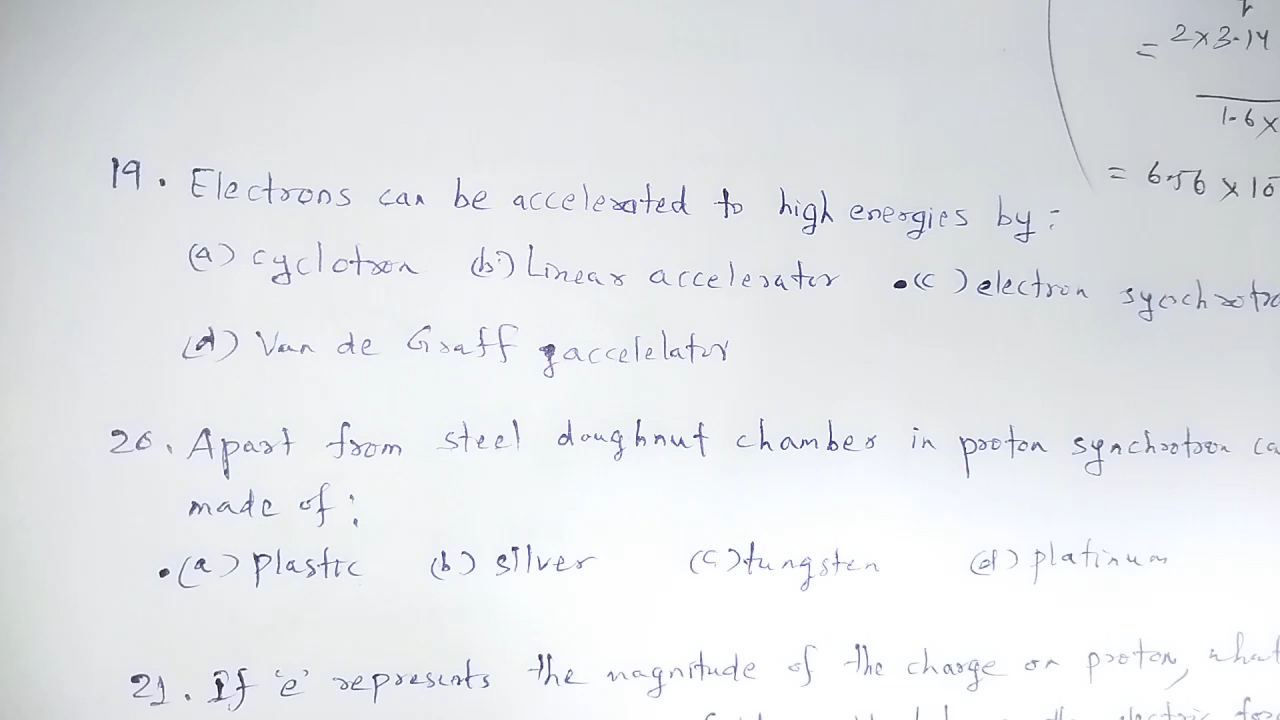 = 2×3.14
1.6×
= 6.56 × 10
19. Electrons can be accelerated to high energies by:
(a) cyclotron (b) Linear accelerator (c) electron
(d) Van de Graff accelelator
20. Apart from steel doughnut chamber in proton synchrotron
made of:
(a) plastic (b) silver (c) tungsten (d) platinum
21. If 'e' represents the magnitude of the charge on proton, what